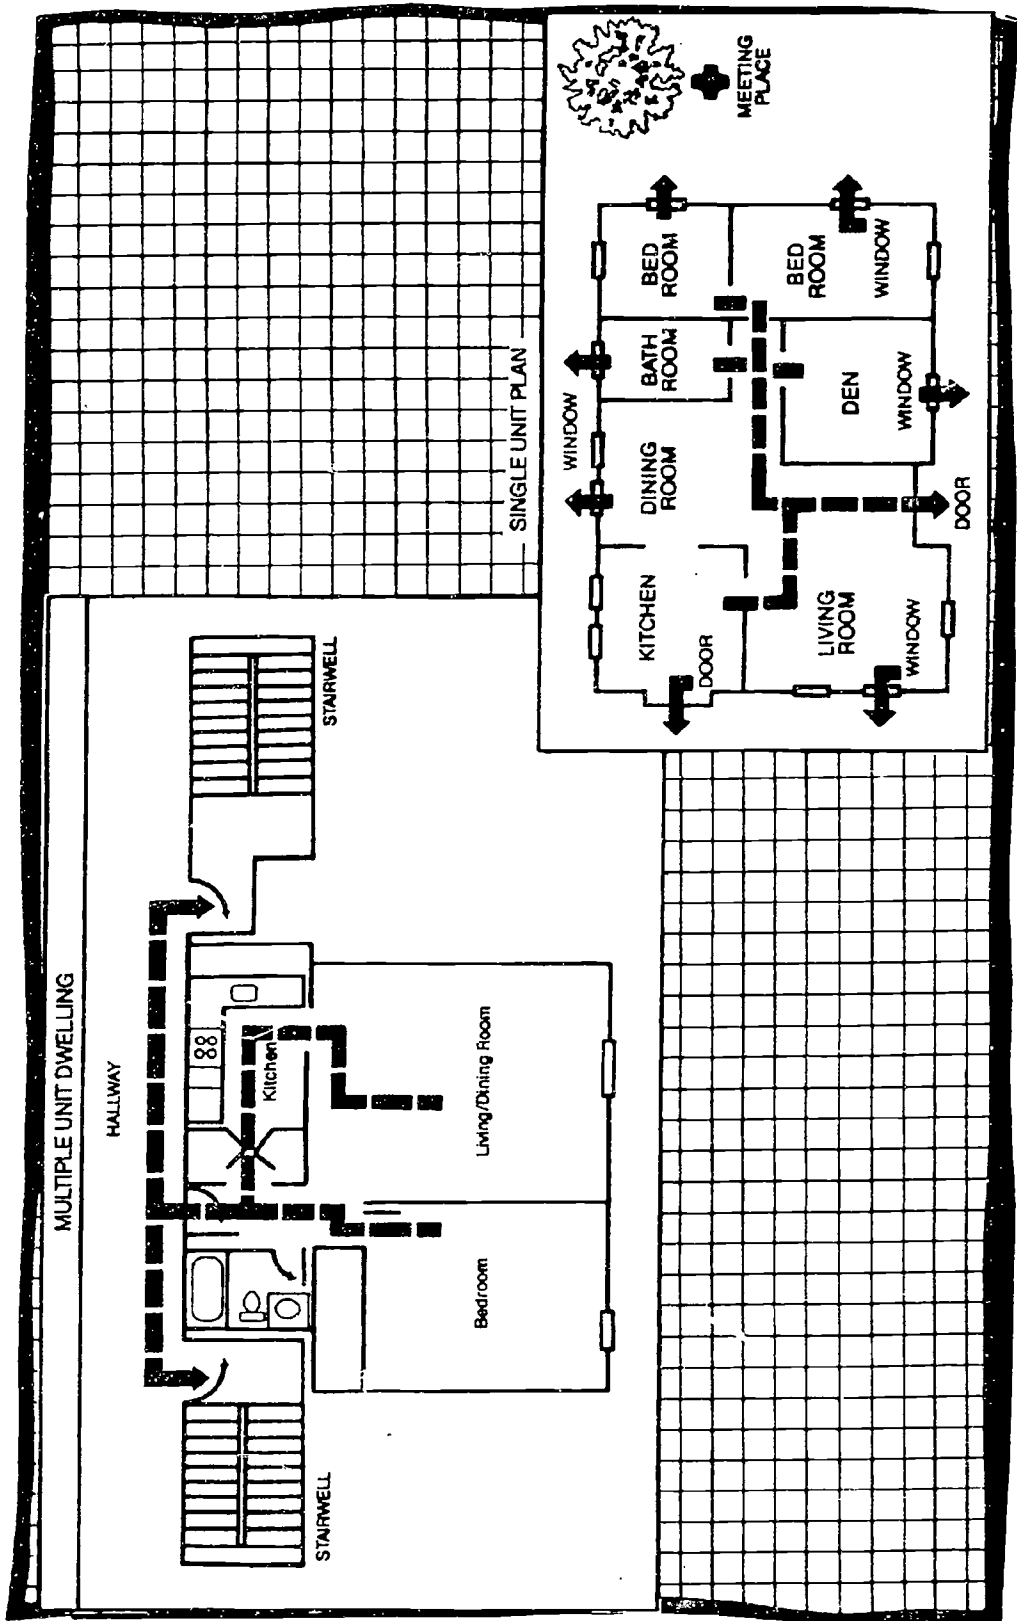 MULTIPLE UNIT DWELLING
HALLWAY
STAIRWELL
STAIRWELL
Kitchen
Bedroom
Living/Dining Room
SINGLE UNIT PLAN
WINDOW
KITCHEN
DINING
ROOM
BATH
ROOM
BED
ROOM
MEETING
PLACE
DOOR
LIVING
ROOM
DEN
BED
ROOM
WINDOW
WINDOW
WINDOW
DOOR